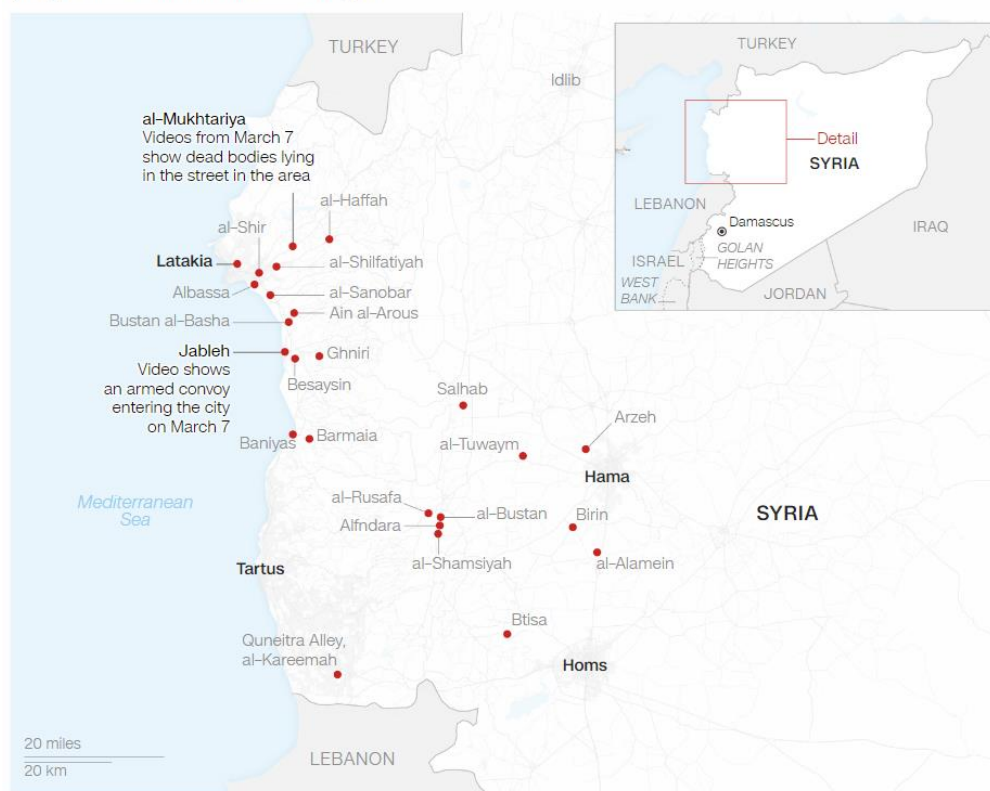 TURKEY
Idlib
al-Mukhtariya
Videos from March 7
show dead bodies lying
in the street in the area
al-Haffah
al-Shir
Latakia
al-Shilfatiyah
Albassa
al-Sanobar
Ain al-Arous
Bustan al-Basha
Jableh
Video shows
an armed convoy
entering the city
on March 7
Ghniri
Besaysin
Salhab
Arzeh
Baniyas
Barmaia
al-Tuwaym
Hama
Mediterranean
Sea
al-Rusafa
al-Bustan
Alfndara
al-Shamsiyah
Birin
al-Alamein
SYRIA
Tartus
Btisa
Quneitra Alley,
al-Kareemah
Homs
20 miles
20 km
LEBANON
TURKEY
Detail
SYRIA
LEBANON
Damascus
IRAQ
ISRAEL
GOLAN
HEIGHTS
WEST
BANK
JORDAN